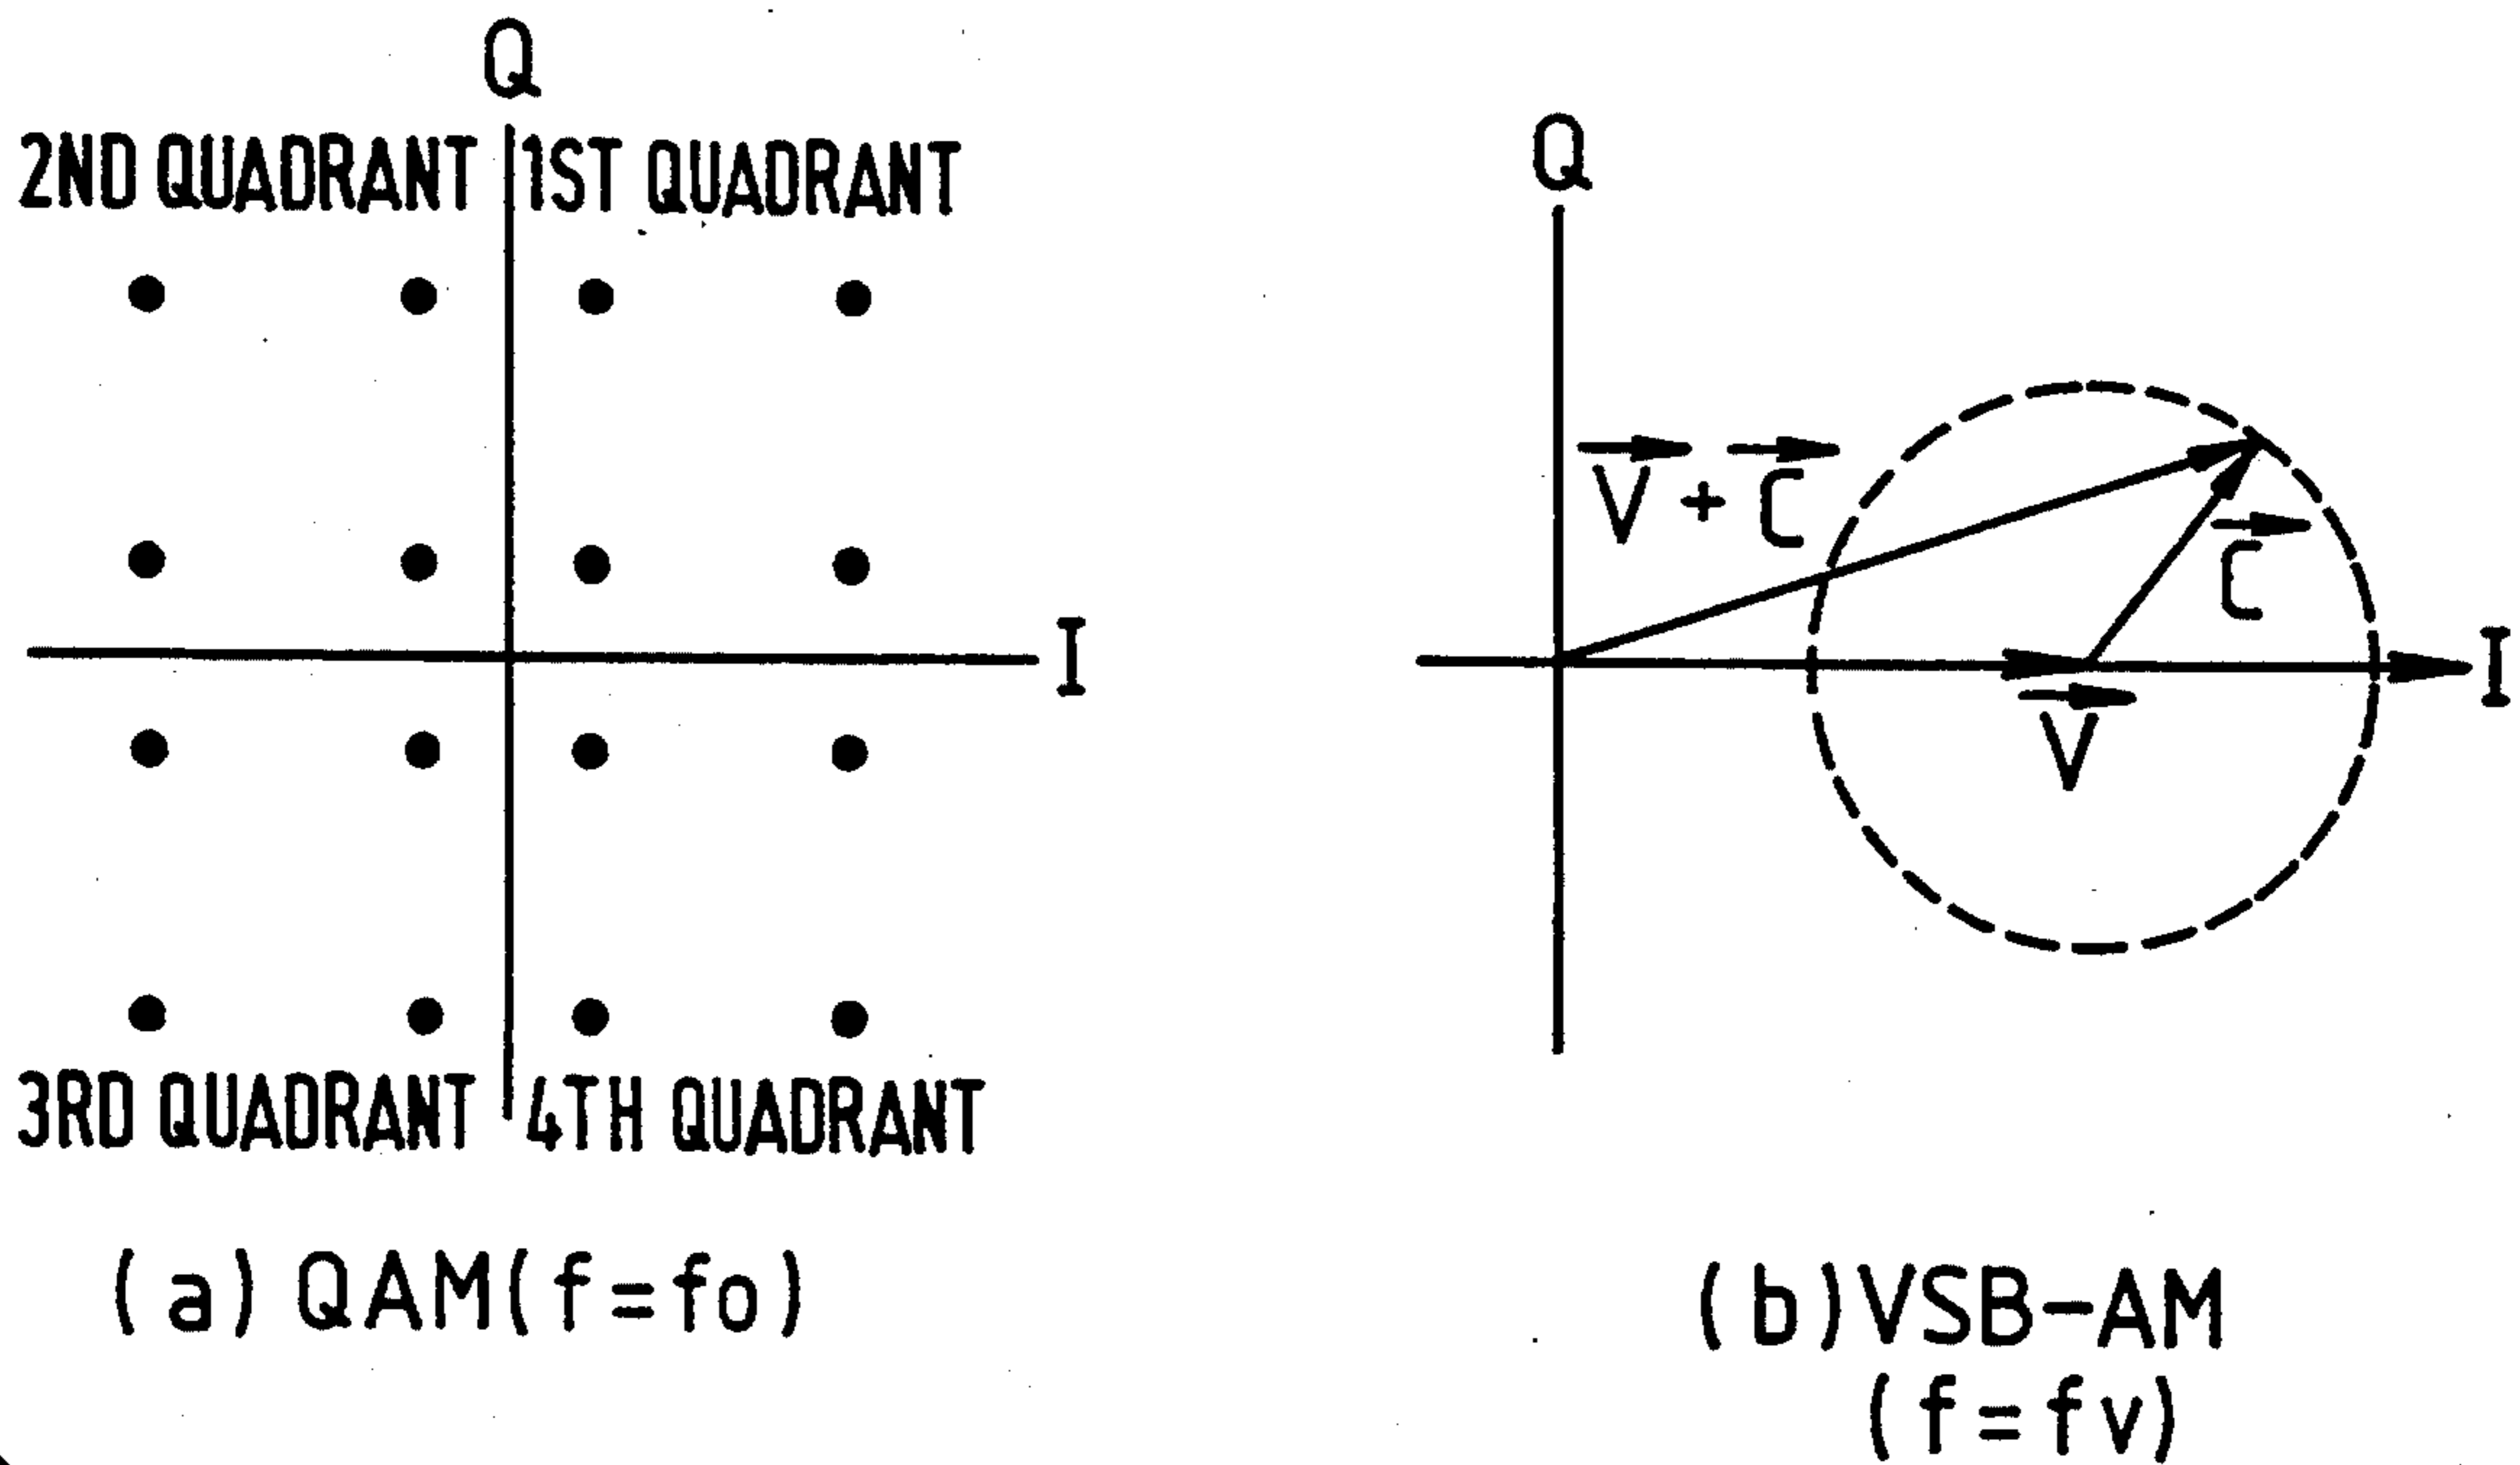 Q
2ND QUADRANT 1ST QUADRANT
I
3RD QUADRANT 4TH QUADRANT
(a) QAM(f=fo)
Q
V + C
C
I
V
(b) VSB-AM
(f=fv)